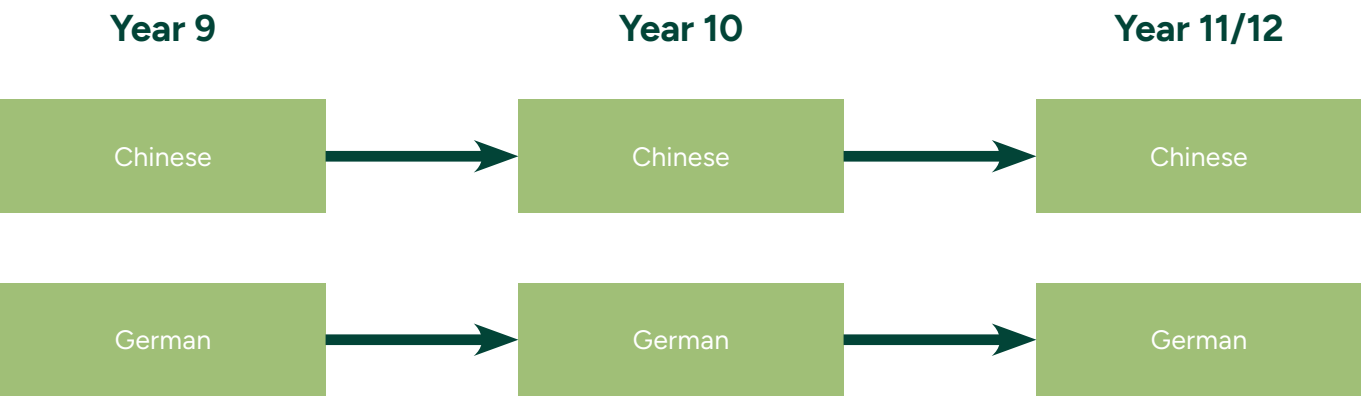 Year 9 Year 10 Year 11/12
Chinese Chinese Chinese
German German German